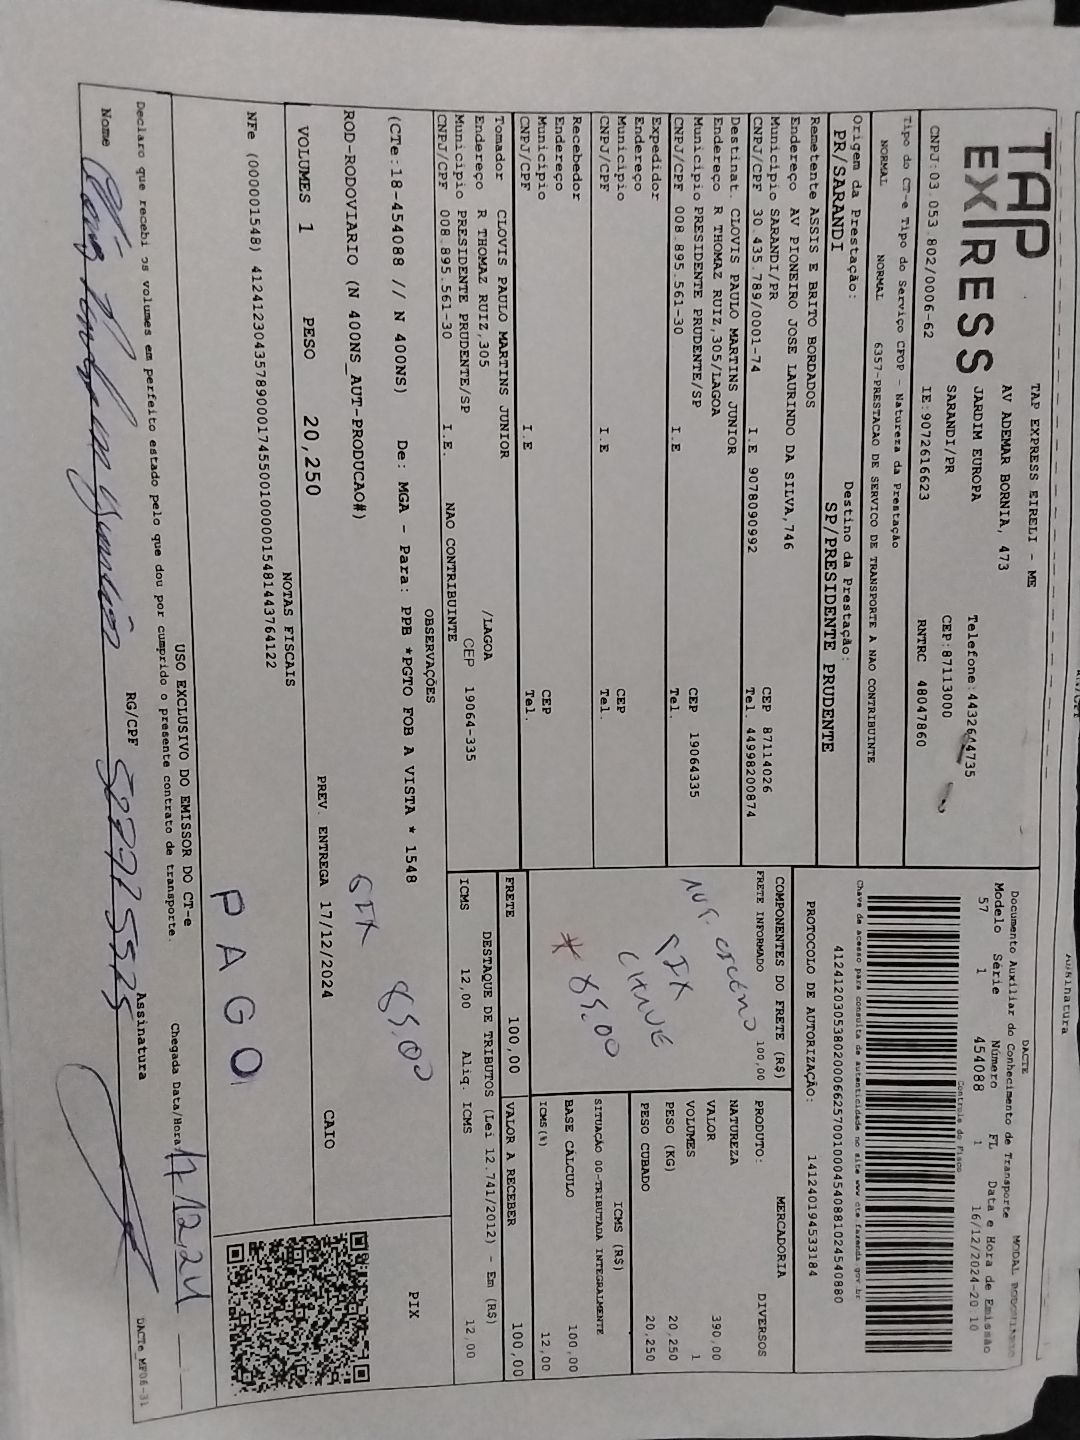 TAP
EXPRESS
TAP EXPRESS EIRELI - ME
AV ADEMAR BORNIA, 473
JARDIM EUROPA
SARANDI/PR
Telefone:4432644735
CEP:87113000
CNPJ:03.053.802/0006-62 IE:9072616623 RNTRC 48047860
Tipo do CT-e Tipo do Serviço CFOP - Natureza da Prestação
NORMAL NORMAL 6357-PRESTACAO DE SERVICO DE TRANSPORTE A NAO CONTRIBUINTE
Origem da Prestação: Destino da Prestação:
PR/SARANDI SP/PRESIDENTE PRUDENTE
Remetente ASSIS E BRITO BORDADOS
Endereço AV PIONEIRO JOSE LAURINDO DA SILVA,746
Município SARANDI/PR CEP 87114026
CNPJ/CPF 30.435.789/0001-74 I.E 9078090992 Tel. 44998200874
Destinat. CLOVIS PAULO MARTINS JUNIOR
Endereço R THOMAZ RUIZ,305/LAGOA
Município PRESIDENTE PRUDENTE/SP CEP 19064335
CNPJ/CPF 008.895.561-30 I.E Tel.
Expedidor
Endereço
Município CEP
CNPJ/CPF I.E Tel.
Recebedor
Endereço
Município CEP
CNPJ/CPF I.E Tel.
Tomador CLOVIS PAULO MARTINS JUNIOR
Endereço R THOMAZ RUIZ,305 /LAGOA
Município PRESIDENTE PRUDENTE/SP CEP 19064-335
CNPJ/CPF 008.895.561-30 I.E. NAO CONTRIBUINTE
DACTE
Documento Auxiliar do Conhecimento de Transporte
Modelo Série Número FL Data e Hora de Emissão
57 1 454088 1 16/12/2024-20:10
Controle do Fisco
Chave de acesso para consulta de autenticidade no site www.cte.fazenda.gov.br
41241203053802000662570010004540881024540880
PROTOCOLO DE AUTORIZAÇÃO: 141240194533184
COMPONENTES DO FRETE (R$)
FRETE INFORMADO 100,00
PIX
CHAVE
* 85,00
PRODUTO: MERCADORIA
NATUREZA DIVERSOS
VALOR 390,00
VOLUMES 1
PESO (KG) 20,250
PESO CUBADO 20,250
ICMS (R$)
SITUAÇÃO 00-TRIBUTADA INTEGRALMENTE
BASE CÁLCULO 100,00
ICMS(%) 12,00
FRETE 100,00 VALOR A RECEBER 100,00
DESTAQUE DE TRIBUTOS (Lei 12.741/2012) - Em (R$)
ICMS 12,00 Aliq. ICMS 12,00
OBSERVAÇÕES
(CTe:18-454088 // N 400NS) De: MGA - Para: PPB *PGTO FOB A VISTA * 1548
85,00
PIX
ROD-RODOVIARIO (N 400NS_AUT-PRODUCAO#)
VOLUMES 1 PESO 20,250 PREV. ENTREGA 17/12/2024 CAIO
NOTAS FISCAIS
NFe (000001548) 41241230435789000174550010000015481443764122
PAGO
USO EXCLUSIVO DO EMISSOR DO CT-e
Declaro que recebi os volumes em perfeito estado pelo que dou por cumprido o presente contrato de transporte.
Chegada Data/Hora 17/12/24
Nome RG/CPF Assinatura
DACTe_MF06-31